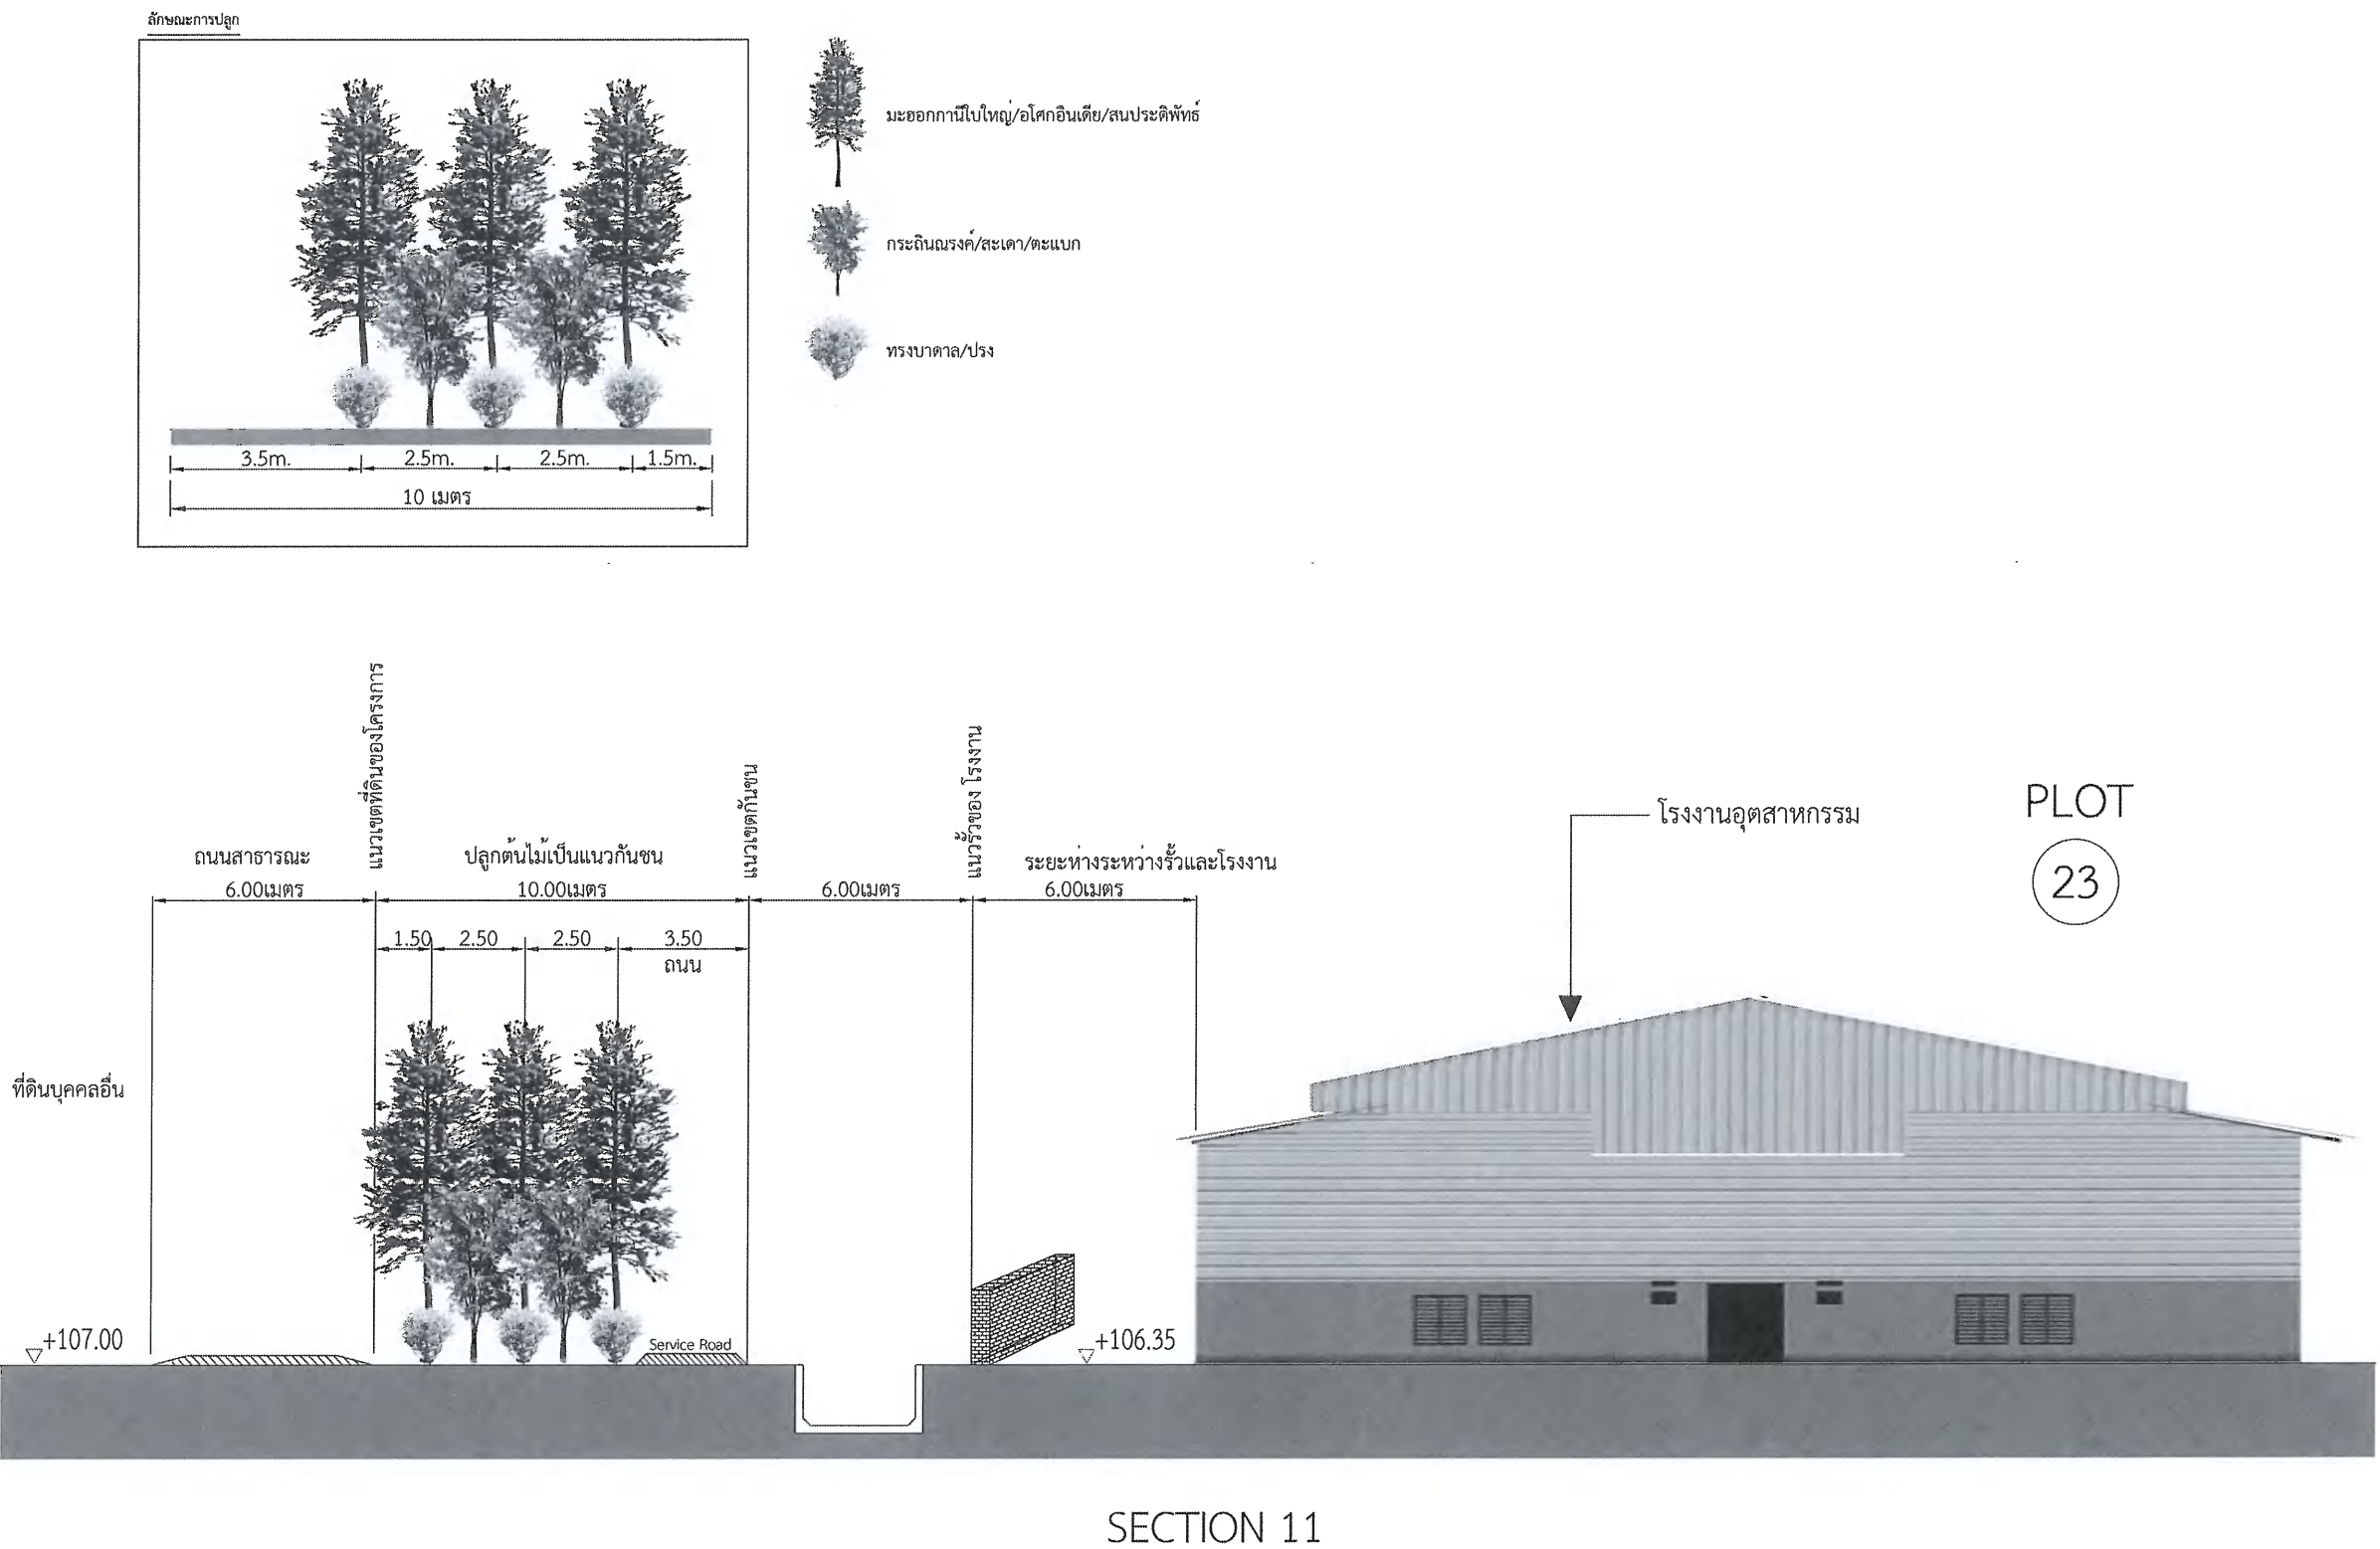 ลักษณะการปลูก
มะฮอกกานีใบใหญ่/อโศกอินเดีย/สนประดิพัทธ์
กระถินณรงค์/สะเดา/ตะแบก
ทรงบาดาล/ปรง
3.5m. 2.5m. 2.5m. 1.5m.
10 เมตร
แนวเขตที่ดินของโครงการ
แนวเขตกันชน
แนวรั้วของ โรงงาน
โรงงานอุตสาหกรรม
PLOT
23
ถนนสาธารณะ ปลูกต้นไม้เป็นแนวกันชน ระยะห่างระหว่างรั้วและโรงงาน
6.00เมตร 10.00เมตร 6.00เมตร 6.00เมตร
1.50 2.50 2.50 3.50
ถนน
ที่ดินบุคคลอื่น
+107.00 Service Road +106.35
SECTION 11